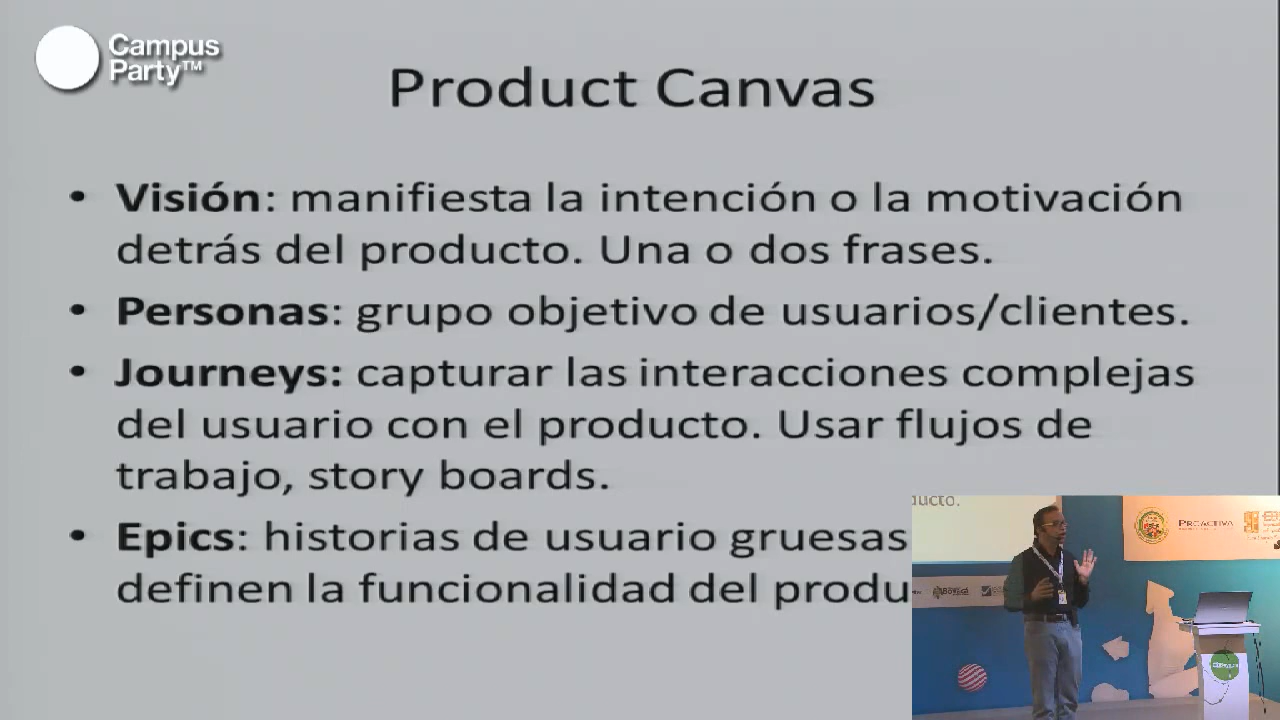 Campus
Party™
Product Canvas
• Visión: manifiesta la intención o la motivación
detrás del producto. Una o dos frases.
• Personas: grupo objetivo de usuarios/clientes.
• Journeys: capturar las interacciones complejas
del usuario con el producto. Usar flujos de
trabajo, story boards.
• Epics: historias de usuario gruesas
definen la funcionalidad del produ
ducto.
PROACTIVA